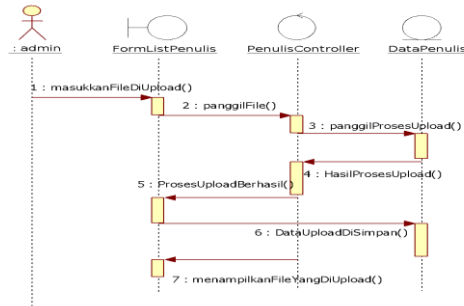 : admin
FormListPenulis
PenulisController
DataPenulis
1 : masukkanFileDiUpload()
2 : panggilFile()
3 : panggilProsesUpload()
4 : HasilProsesUpload()
5 : ProsesUploadBerhasil()
6 : DataUploadDiSimpan()
7 : menampilkanFileYangDiUpload()